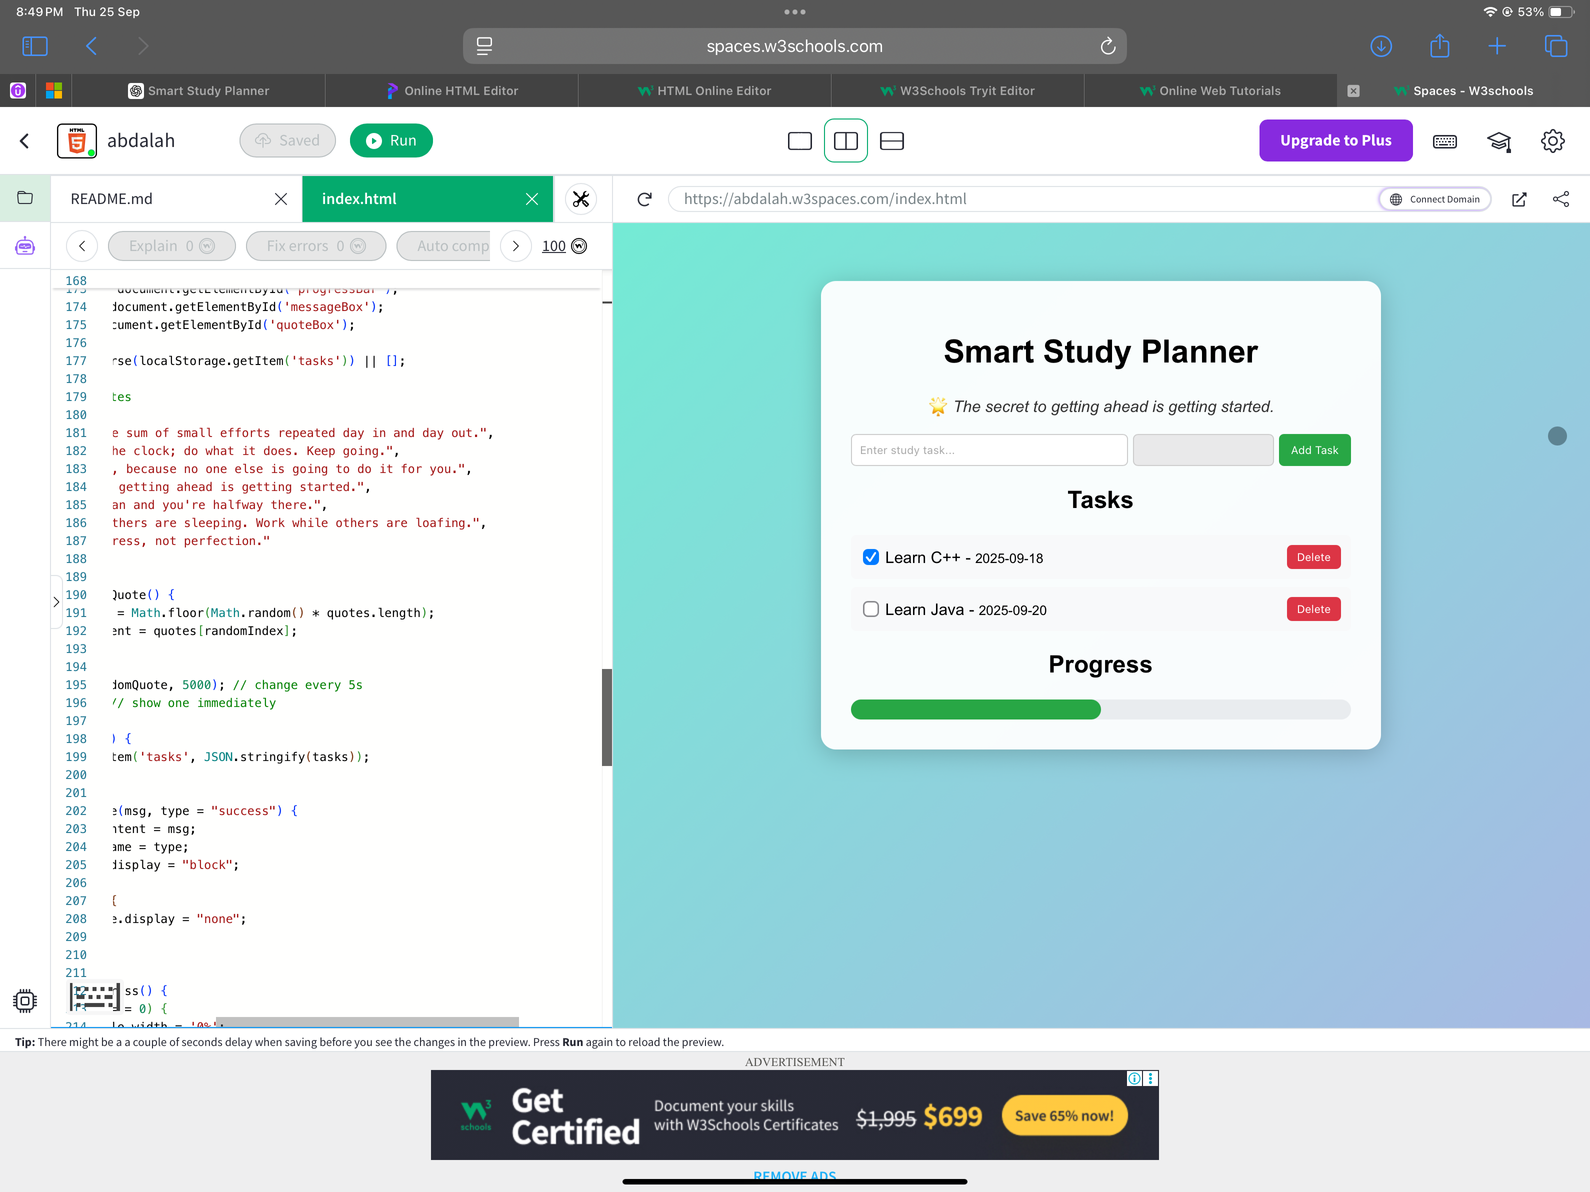 8:49 PM Thu 25 Sep
53%
spaces.w3schools.com
Smart Study Planner
Online HTML Editor
HTML Online Editor
W3Schools Tryit Editor
Online Web Tutorials
Spaces - W3schools
HTML
abdalah
Saved
Run
Upgrade to Plus
README.md
index.html
https://abdalah.w3spaces.com/index.html
Connect Domain
Explain 0
Fix errors 0
Auto comp
100
168
173 document.getElementById('progressBar');
174 document.getElementById('messageBox');
175 cument.getElementById('quoteBox');
176
177 rse(localStorage.getItem('tasks')) || [];
178
179 tes
180
181 e sum of small efforts repeated day in and day out.",
182 he clock; do what it does. Keep going.",
183 , because no one else is going to do it for you.",
184 getting ahead is getting started.",
185 an and you're halfway there.",
186 thers are sleeping. Work while others are loafing.",
187 ress, not perfection."
188
189
190 Quote() {
191 = Math.floor(Math.random() * quotes.length);
192 ent = quotes[randomIndex];
193
194
195 domQuote, 5000); // change every 5s
196 // show one immediately
197
198 ) {
199 tem('tasks', JSON.stringify(tasks));
200
201
202 e(msg, type = "success") {
203 ntent = msg;
204 ame = type;
205 display = "block";
206
207 {
208 e.display = "none";
209
210
211
ss() {
= 0) {
214 le.width = '0%';
Smart Study Planner
🌟 The secret to getting ahead is getting started.
Enter study task...
Add Task
Tasks
Learn C++ - 2025-09-18
Delete
Learn Java - 2025-09-20
Delete
Progress
Tip: There might be a a couple of seconds delay when saving before you see the changes in the preview. Press Run again to reload the preview.
ADVERTISEMENT
W3
schools
Get
Certified
Document your skills
with W3Schools Certificates
$1,995 $699
Save 65% now!
REMOVE ADS